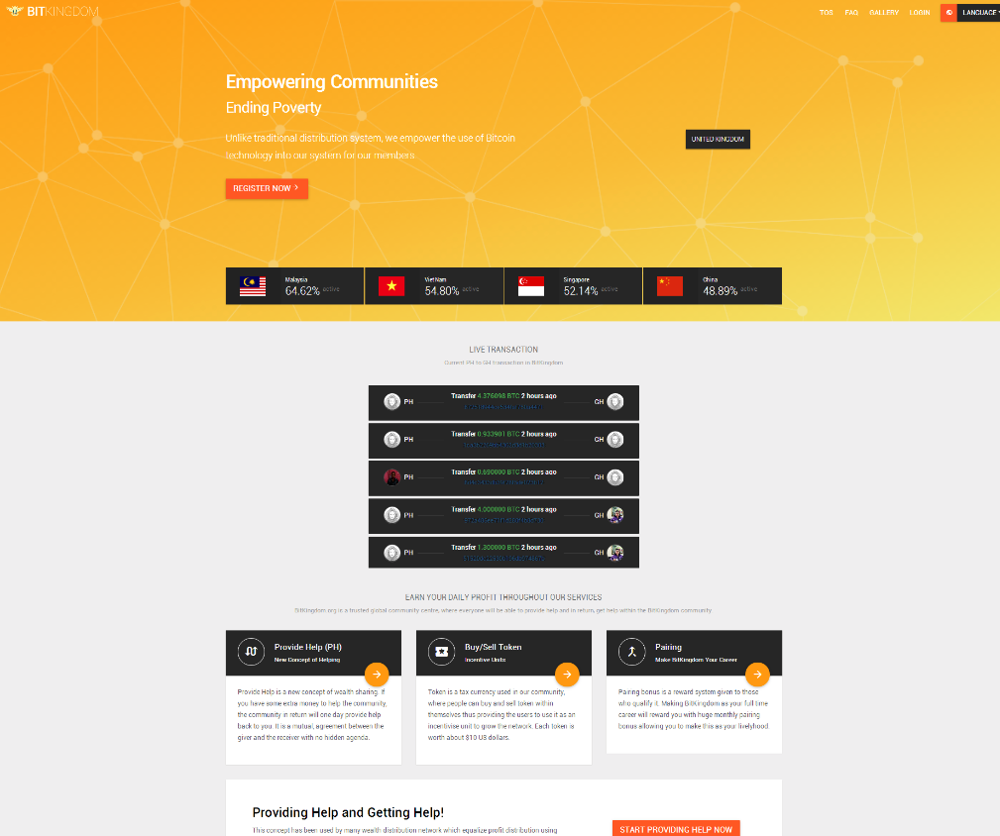 BITKINGDOM
TOS FAQ GALLERY LOGIN LANGUAGE
Empowering Communities
Ending Poverty
Unlike traditional distribution system, we empower the use of Bitcoin
technology into our system for our members.
UNITED KINGDOM
REGISTER NOW
Malaysia
64.62% active
Viet Nam
54.80% active
Singapore
52.14% active
China
48.89% active
LIVE TRANSACTION
Current PH to GH transaction in BitKingdom
PH Transfer 4.376098 BTC 2 hours ago GH
PH Transfer 0.933901 BTC 2 hours ago GH
PH Transfer 0.690000 BTC 2 hours ago GH
PH Transfer 4.000000 BTC 2 hours ago GH
PH Transfer 1.300000 BTC 2 hours ago GH
EARN YOUR DAILY PROFIT THROUGHOUT OUR SERVICES
BitKingdom.org is a trusted global community centre, where everyone will be able to provide help and in return, get help within the BitKingdom community
Provide Help (PH)
New Concept of Helping
Provide Help is a new concept of wealth sharing. If
you have some extra money to help the community,
the community in return will one day provide help
back to you. It is a mutual, agreement between the
giver and the receiver with no hidden agenda.
Buy/Sell Token
Incentive Units
Token is a tax currency used in our community,
where people can buy and sell token within
themselves thus providing the users to use it as an
incentivise unit to grow the network. Each token is
worth about $10 US dollars.
Pairing
Make BitKingdom Your Career
Pairing bonus is a reward system given to those
who qualify it. Making BitKingdom as your full time
career will reward you with huge monthly pairing
bonus allowing you to make this as your livelyhood
Providing Help and Getting Help!
This concept has been used by many wealth distribution network which equalize profit distribution using
START PROVIDING HELP NOW